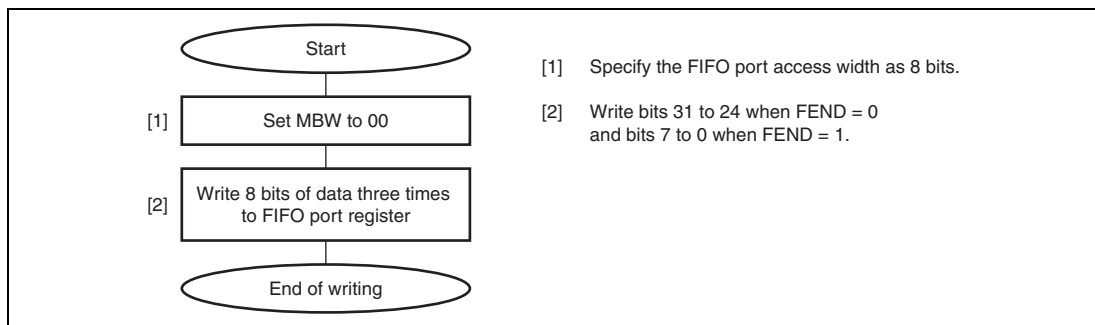 Start
[1] Set MBW to 00
[2] Write 8 bits of data three times
to FIFO port register
End of writing
[1] Specify the FIFO port access width as 8 bits.
[2] Write bits 31 to 24 when FEND = 0
and bits 7 to 0 when FEND = 1.